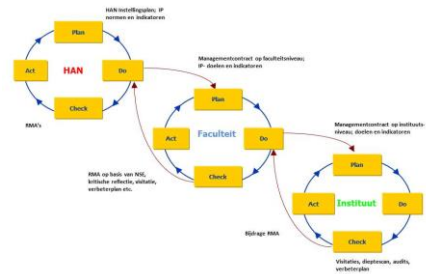 HAN Instellingsplan; IP
normen en indicatoren
Plan
Act
HAN
Do
Check
RMA's
Managementcontract op faculteitsniveau;
IP- doelen en indicatoren
Plan
Act
Faculteit
Do
Check
RMA op basis van NSE,
kritische reflectie, visitatie,
verbeterplan etc.
Managementcontract op instituuts-
niveau; doelen-en-indicatoren
Plan
Act
Do
Instituut
Check
Bijdrage RMA
Visitaties, dieptescan, audits,
verbeterplan